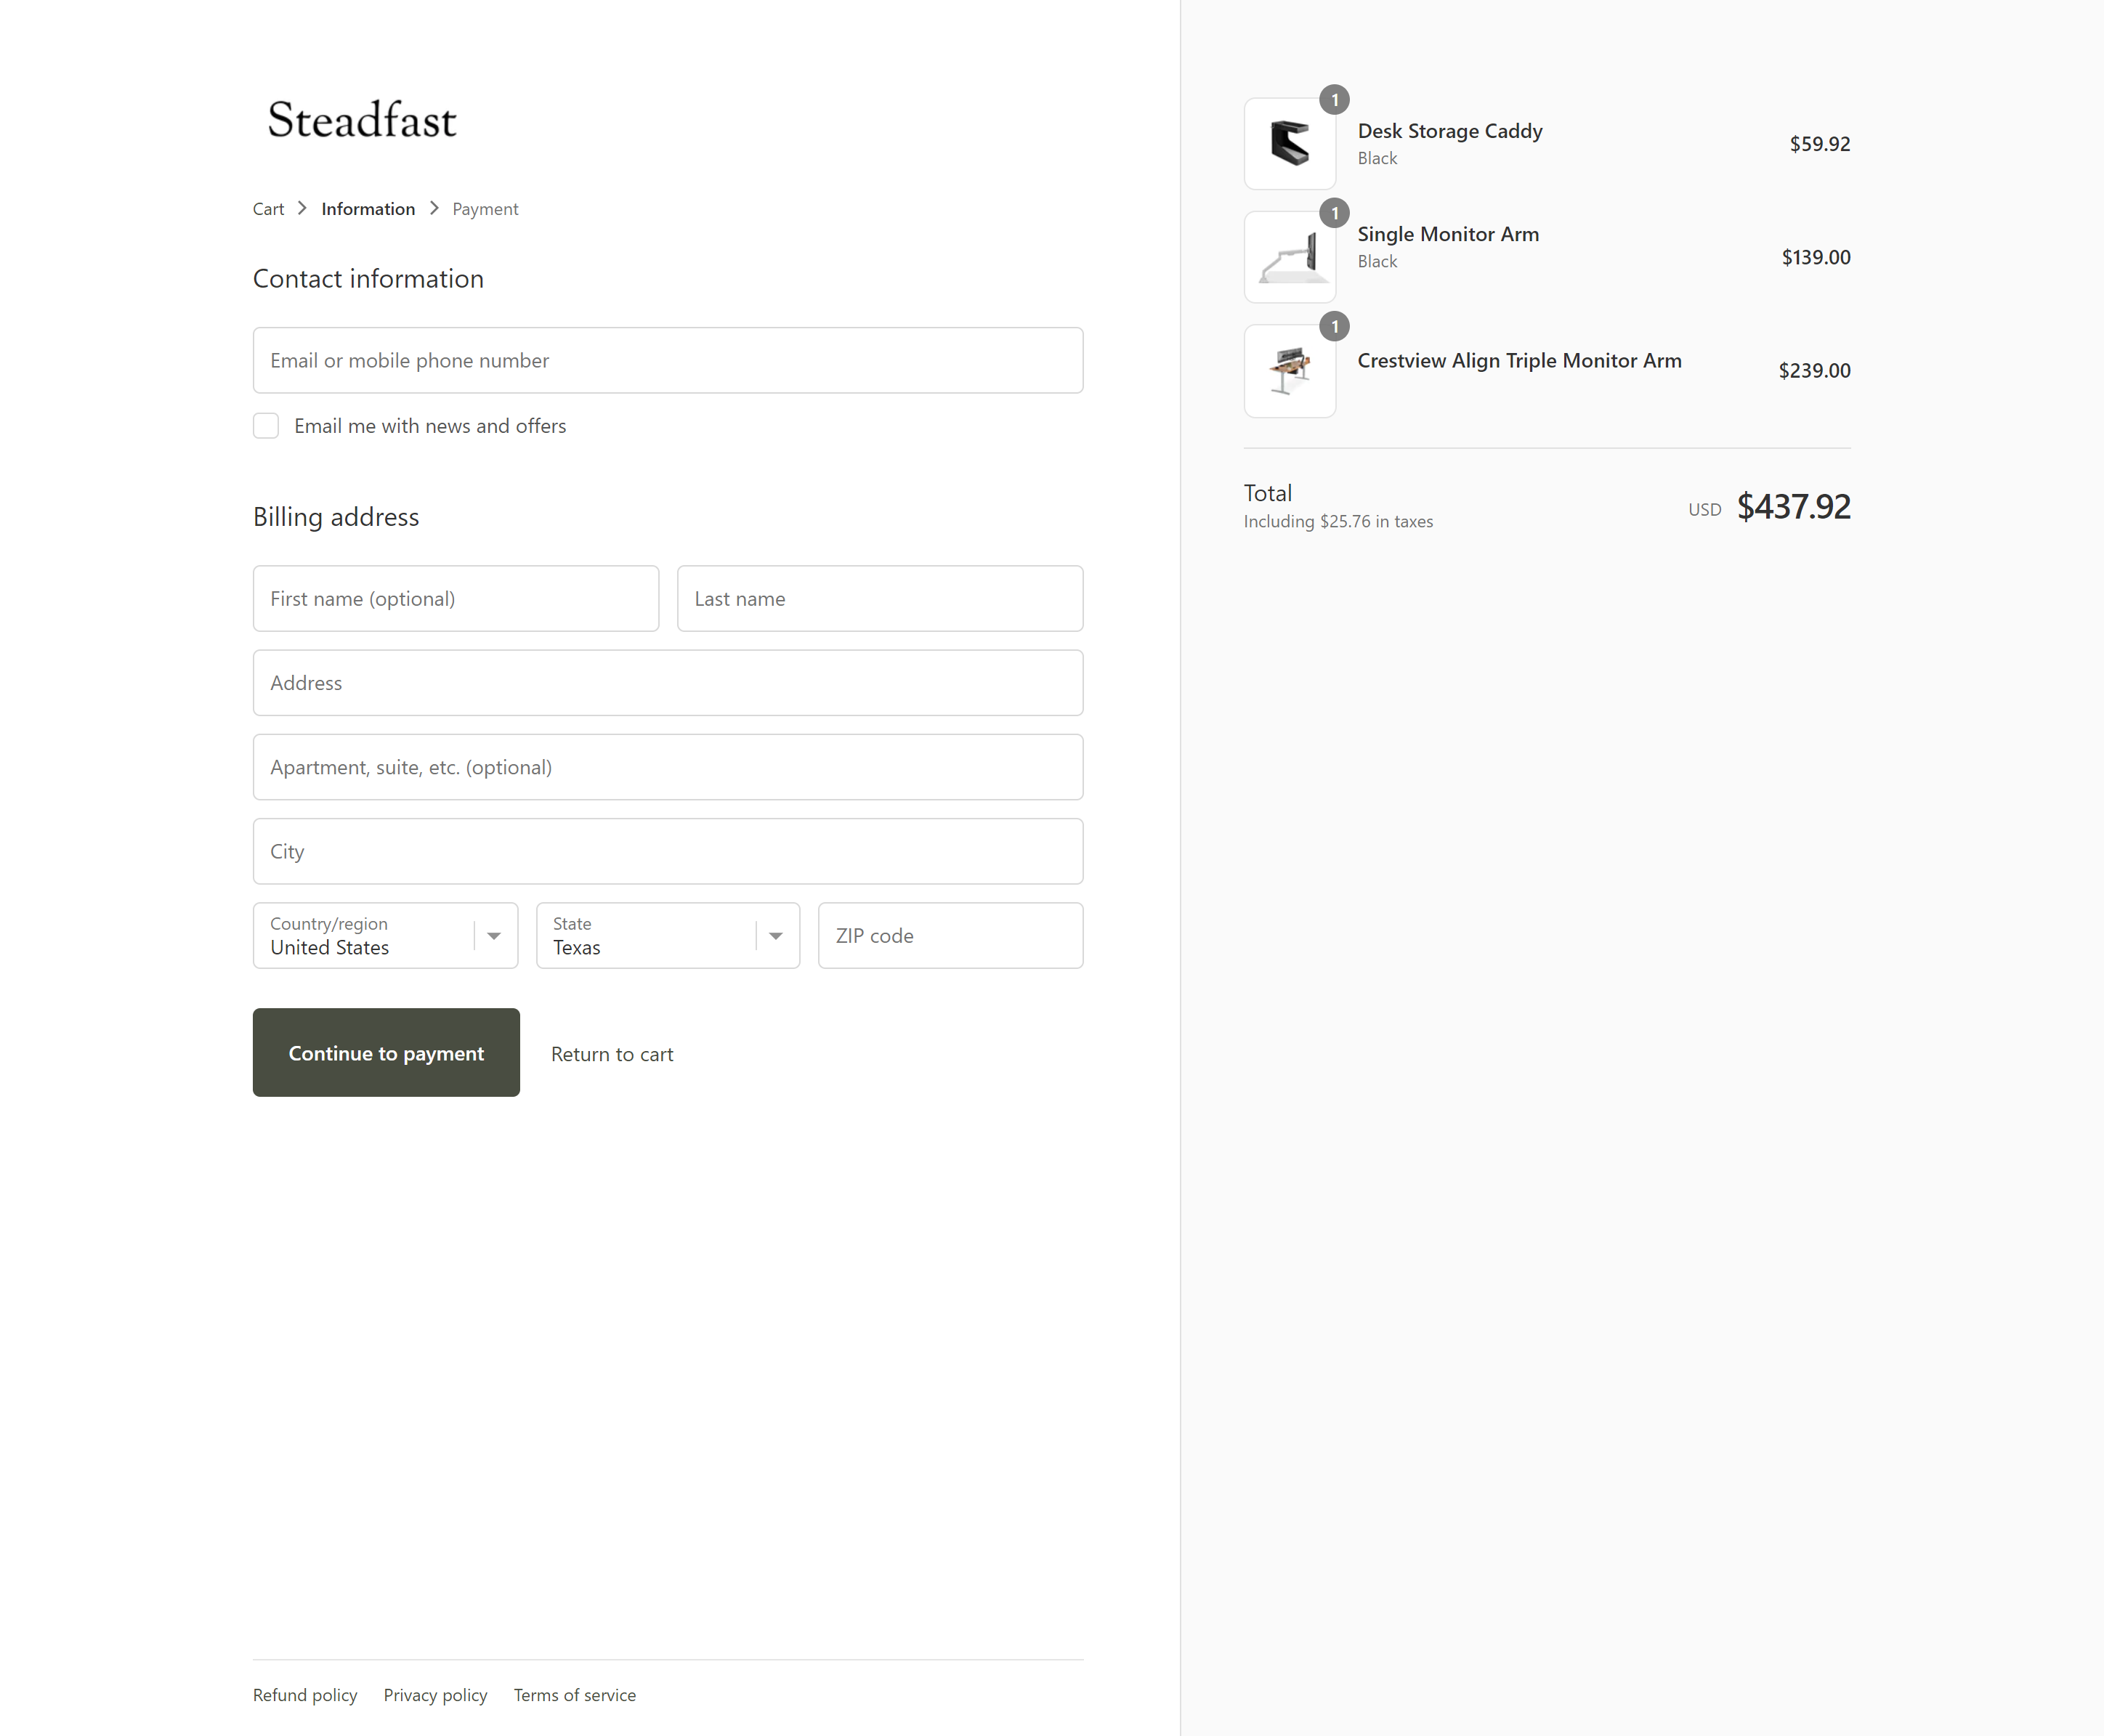 Steadfast
Cart > Information > Payment
Contact information
Email or mobile phone number
Email me with news and offers
Billing address
First name (optional)
Last name
Address
Apartment, suite, etc. (optional)
City
Country/region
United States
State
Texas
ZIP code
Continue to payment
Return to cart
Refund policy
Privacy policy
Terms of service
1
Desk Storage Caddy
Black
$59.92
1
Single Monitor Arm
Black
$139.00
1
Crestview Align Triple Monitor Arm
$239.00
Total
Including $25.76 in taxes
USD $437.92